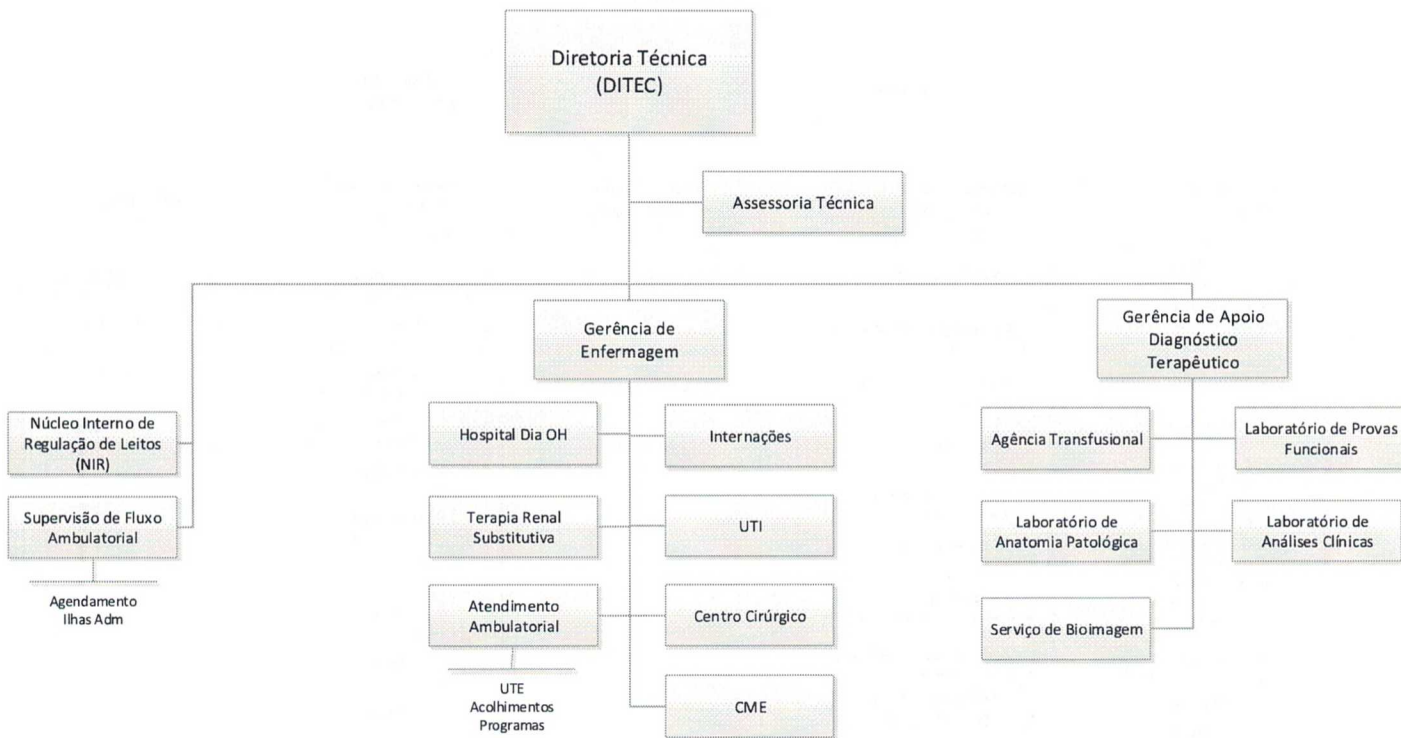 Diretoria Técnica
(DITEC)
Assessoria Técnica
Gerência de
Enfermagem
Gerência de Apoio
Diagnóstico
Terapêutico
Núcleo Interno de
Regulação de Leitos
(NIR)
Supervisão de Fluxo
Ambulatorial
Agendamento
Ilhas Adm
Hospital Dia OH
Internações
Terapia Renal
Substitutiva
UTI
Atendimento
Ambulatorial
Centro Cirúrgico
UTE
Acolhimentos
Programas
CME
Agência Transfusional
Laboratório de Provas
Funcionais
Laboratório de
Anatomia Patológica
Laboratório de
Análises Clínicas
Serviço de Bioimagem